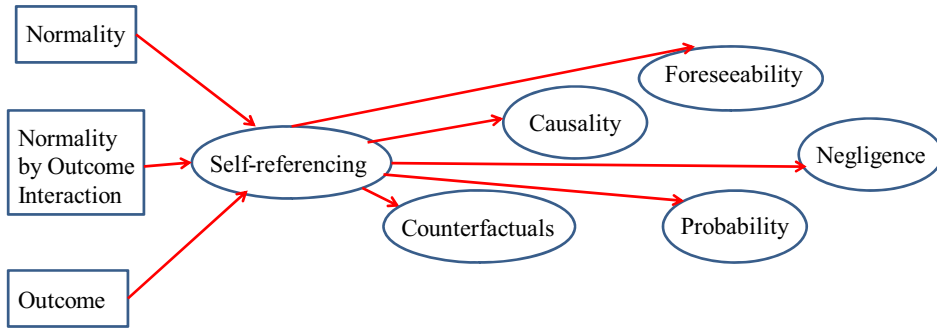 Normality
Foreseeability
Causality
Normality
by Outcome
Interaction
Self-referencing
Negligence
Counterfactuals
Probability
Outcome